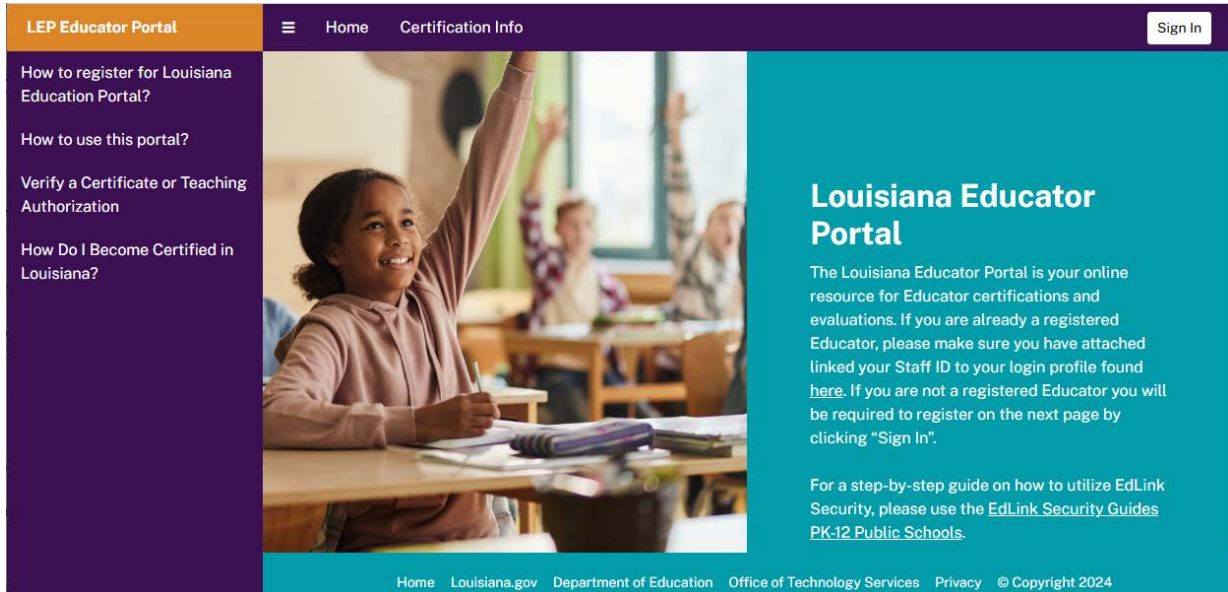 LEP Educator Portal
Home Certification Info
Sign In
How to register for Louisiana
Education Portal?
How to use this portal?
Verify a Certificate or Teaching
Authorization
How Do I Become Certified in
Louisiana?
Louisiana Educator
Portal
The Louisiana Educator Portal is your online
resource for Educator certifications and
evaluations. If you are already a registered
Educator, please make sure you have attached
linked your Staff ID to your login profile found
here. If you are not a registered Educator you will
be required to register on the next page by
clicking “Sign In”.
For a step-by-step guide on how to utilize EdLink
Security, please use the EdLink Security Guides
PK-12 Public Schools.
Home Louisiana.gov Department of Education Office of Technology Services Privacy © Copyright 2024